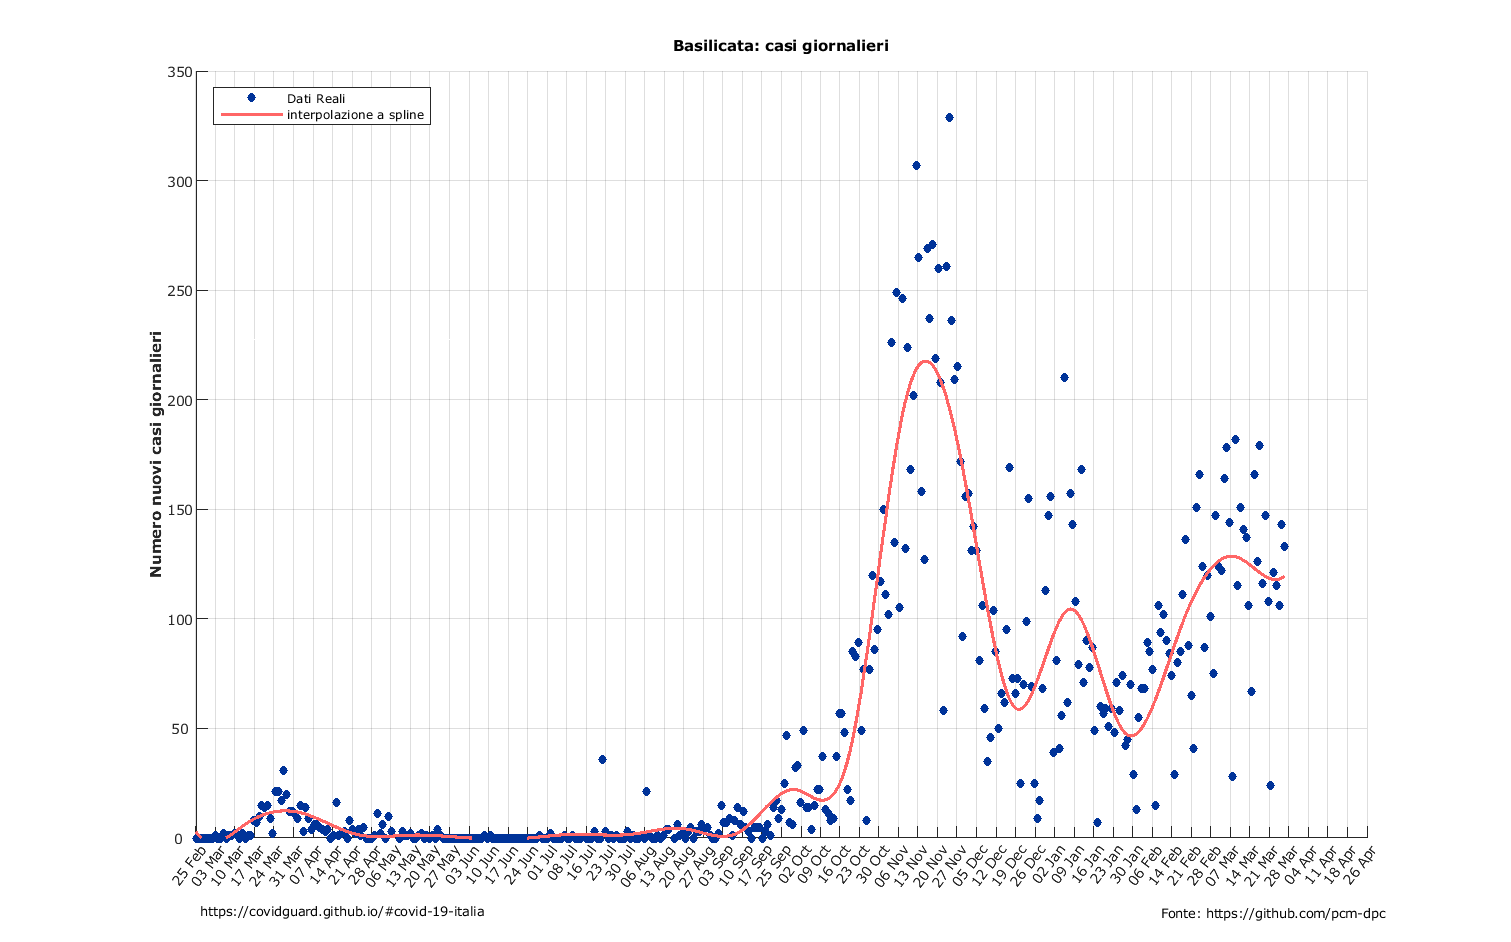 Basilicata: casi giornalieri
Dati Reali
interpolazione a spline
Numero nuovi casi giornalieri
350
300
250
200
150
100
50
0
25 Feb
03 Mar
10 Mar
17 Mar
24 Mar
31 Mar
07 Apr
14 Apr
21 Apr
28 Apr
06 May
13 May
20 May
27 May
03 Jun
10 Jun
17 Jun
24 Jun
01 Jul
08 Jul
16 Jul
23 Jul
30 Jul
06 Aug
13 Aug
20 Aug
27 Aug
03 Sep
10 Sep
17 Sep
25 Sep
02 Oct
09 Oct
16 Oct
23 Oct
30 Oct
06 Nov
06 Nov
13 Nov
20 Nov
27 Nov
05 Dec
12 Dec
19 Dec
26 Dec
02 Jan
09 Jan
16 Jan
23 Jan
30 Jan
06 Feb
14 Feb
21 Feb
28 Feb
07 Mar
14 Mar
21 Mar
28 Mar
04 Apr
11 Apr
18 Apr
26 Apr
https://covidguard.github.io/#covid-19-italia
Fonte: https://github.com/pcm-dpc